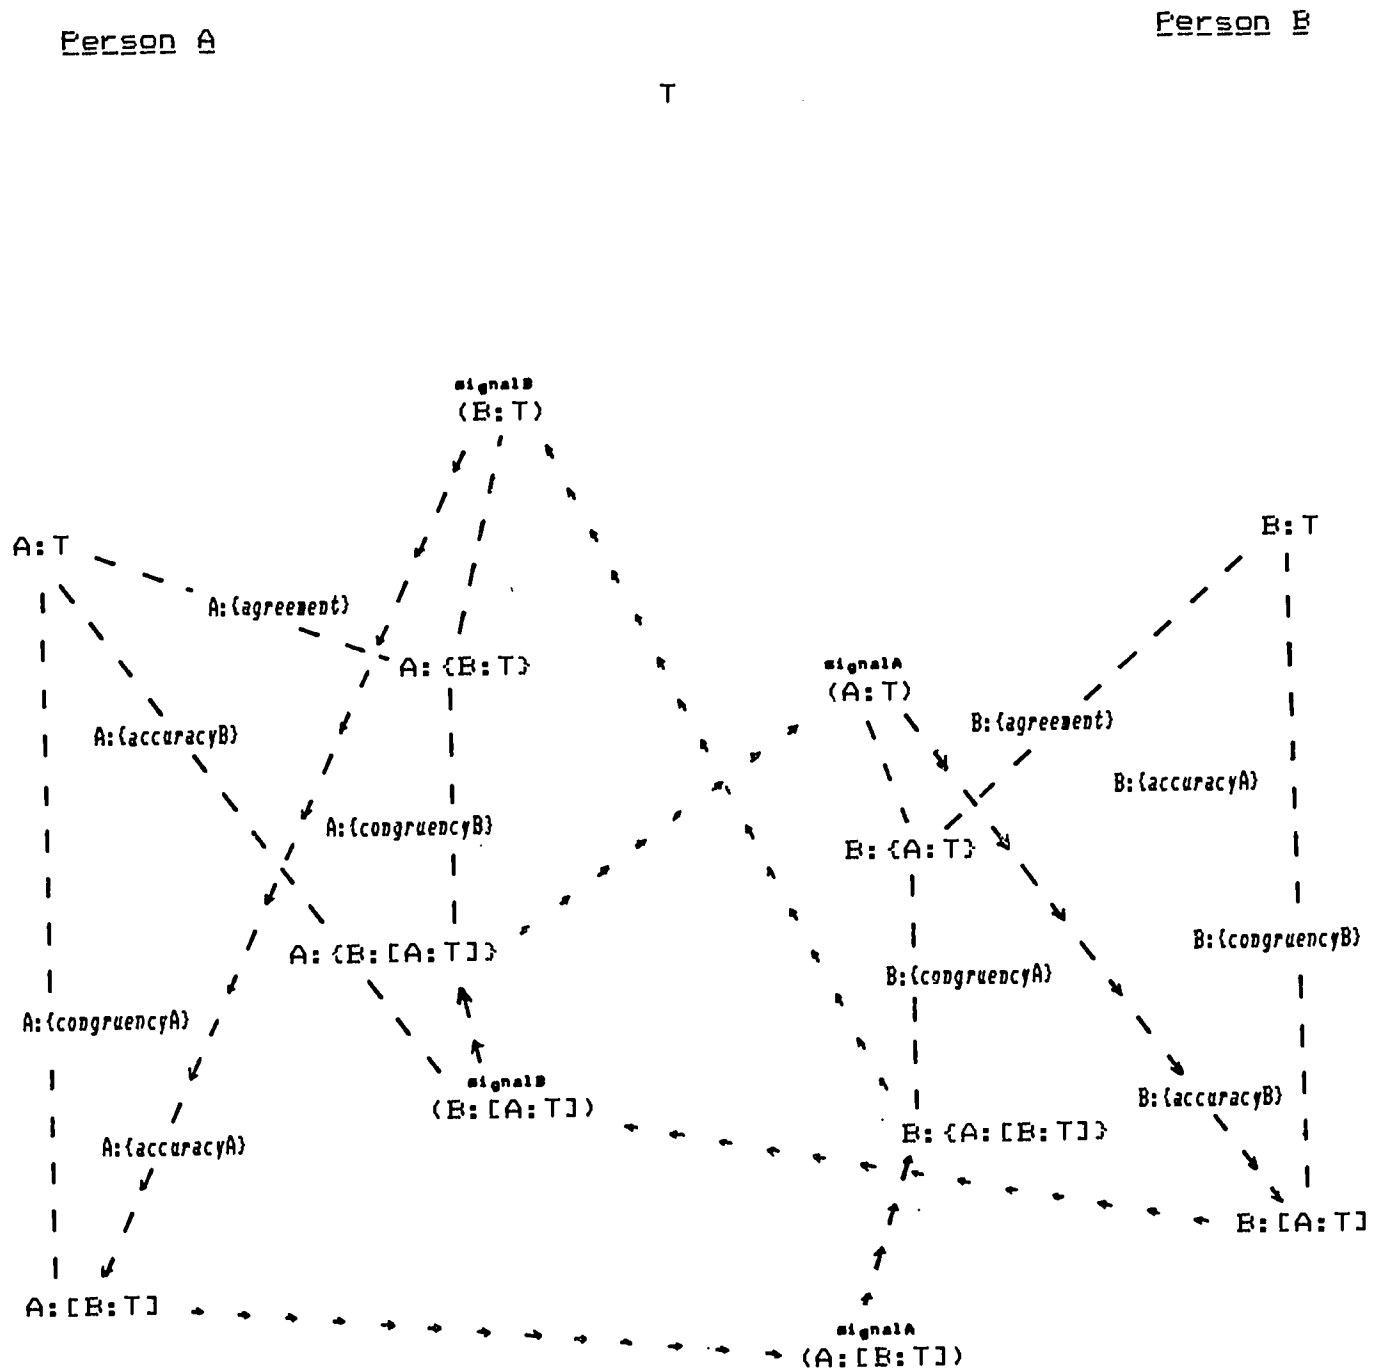 Person A
Person B
T
signalB
(B:T)
B:T
A:T
A:{agreement}
A:{B:T}
signalA
(A:T)
B:{agreement}
A:{accuracyB}
B:{accuracyA}
A:{congruencyB}
B:{A:T}
B:{congruencyB}
A:{B:[A:T]}
B:{congruencyA}
A:{congruencyA}
signalB
(B:[A:T])
B:{accuracyB}
B:{A:[B:T]}
A:{accuracyA}
B:[A:T]
A:[B:T]
signalA
(A:[B:T])